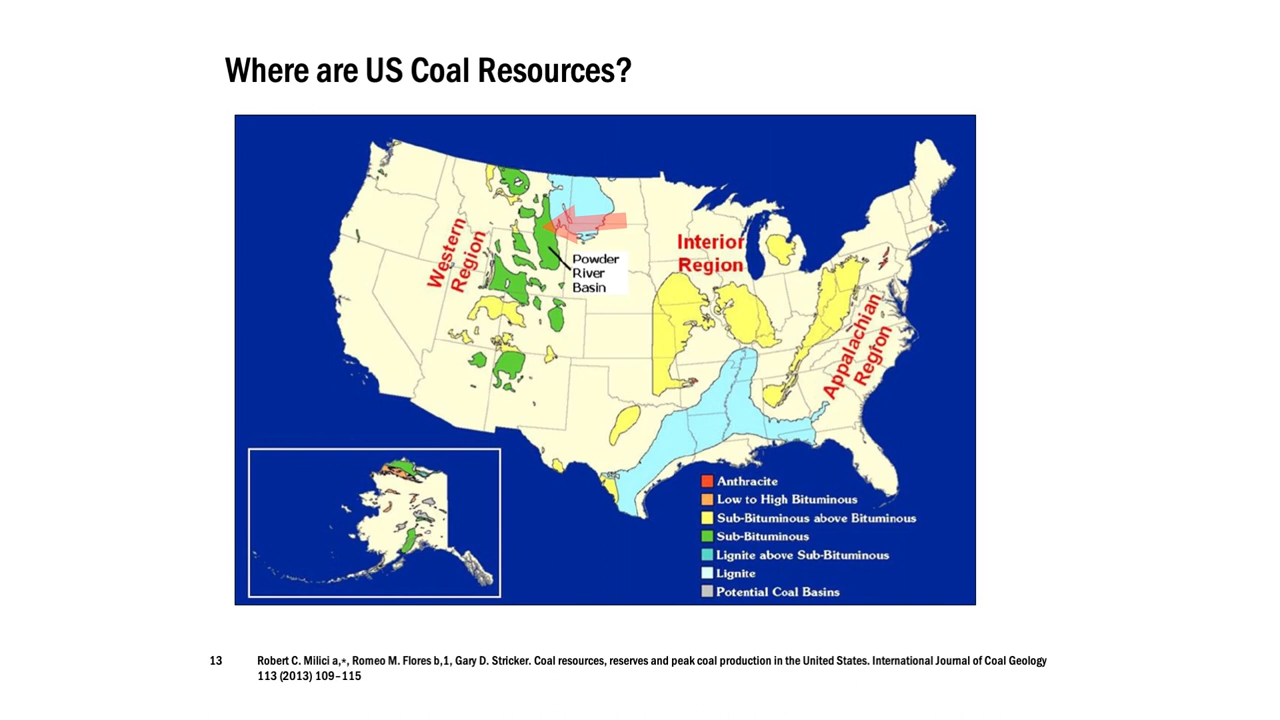 Where are US Coal Resources?
Western
Region
Powder
River
Basin
Interior
Region
Appalachian
Region
Anthracite
Low to High Bituminous
Sub-Bituminous above Bituminous
Sub-Bituminous
Lignite above Sub-Bituminous
Lignite
Potential Coal Basins
13
Robert C. Milici a,⁎, Romeo M. Flores b,1, Gary D. Stricker. Coal resources, reserves and peak coal production in the United States. International Journal of Coal Geology
113 (2013) 109–115